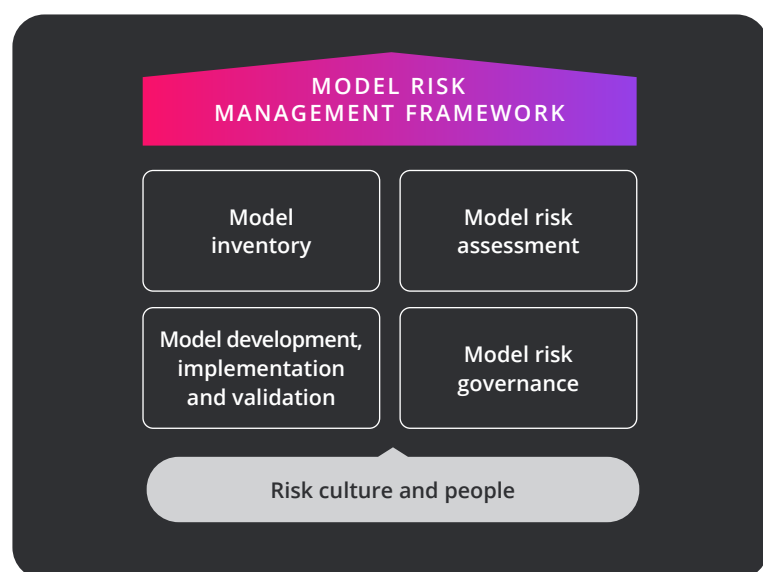 MODEL RISK
MANAGEMENT FRAMEWORK
Model
inventory
Model risk
assessment
Model development,
implementation
and validation
Model risk
governance
Risk culture and people